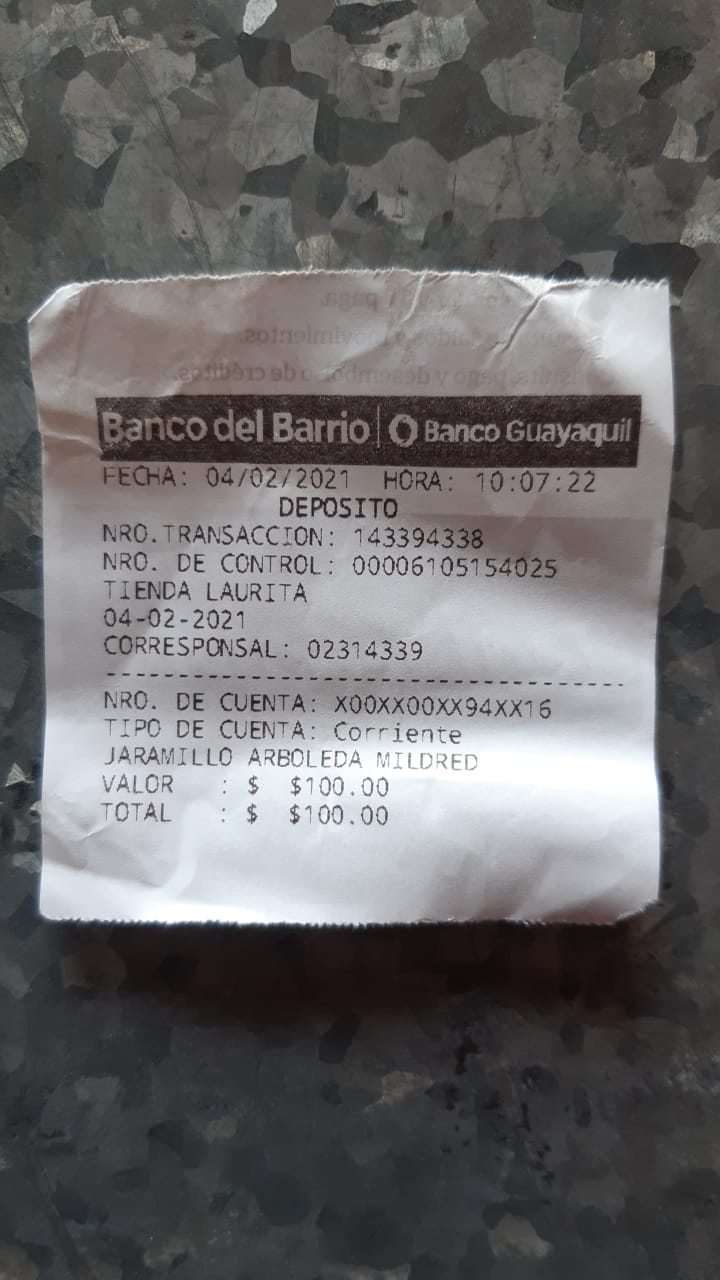 Banco del Barrio | Banco Guayaquil
FECHA: 04/02/2021 HORA: 10:07:22
DEPOSITO
NRO.TRANSACCION: 143394338
NRO. DE CONTROL: 00006105154025
TIENDA LAURITA
04-02-2021
CORRESPONSAL: 02314339
NRO. DE CUENTA: X00XX00XX94XX16
TIPO DE CUENTA: Corriente
JARAMILLO ARBOLEDA MILDRED
VALOR : $ $100.00
TOTAL : $ $100.00